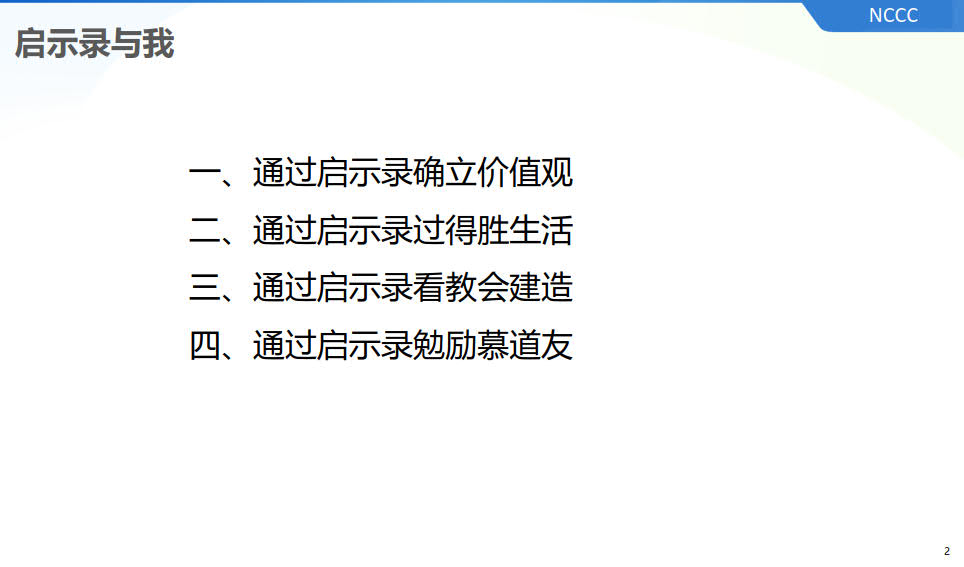 NCCC
启示录与我
一、通过启示录确立价值观
二、通过启示录过得胜生活
三、通过启示录看教会建造
四、通过启示录勉励慕道友
2